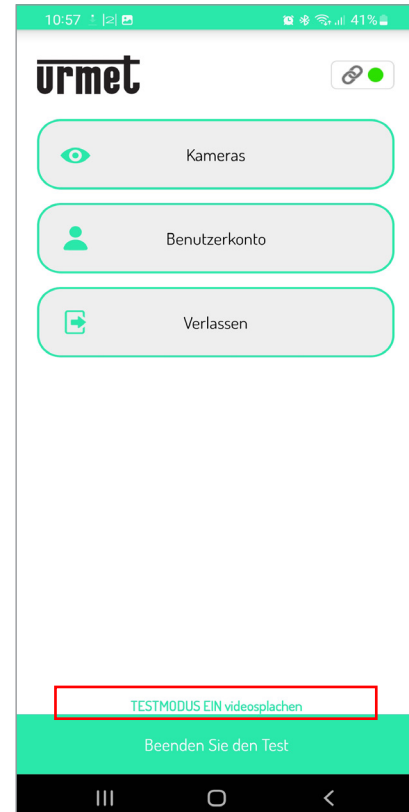 10:57
41%
urmet
Kameras
Benutzerkonto
Verlassen
TESTMODUS EIN videosplachen
Beenden Sie den Test